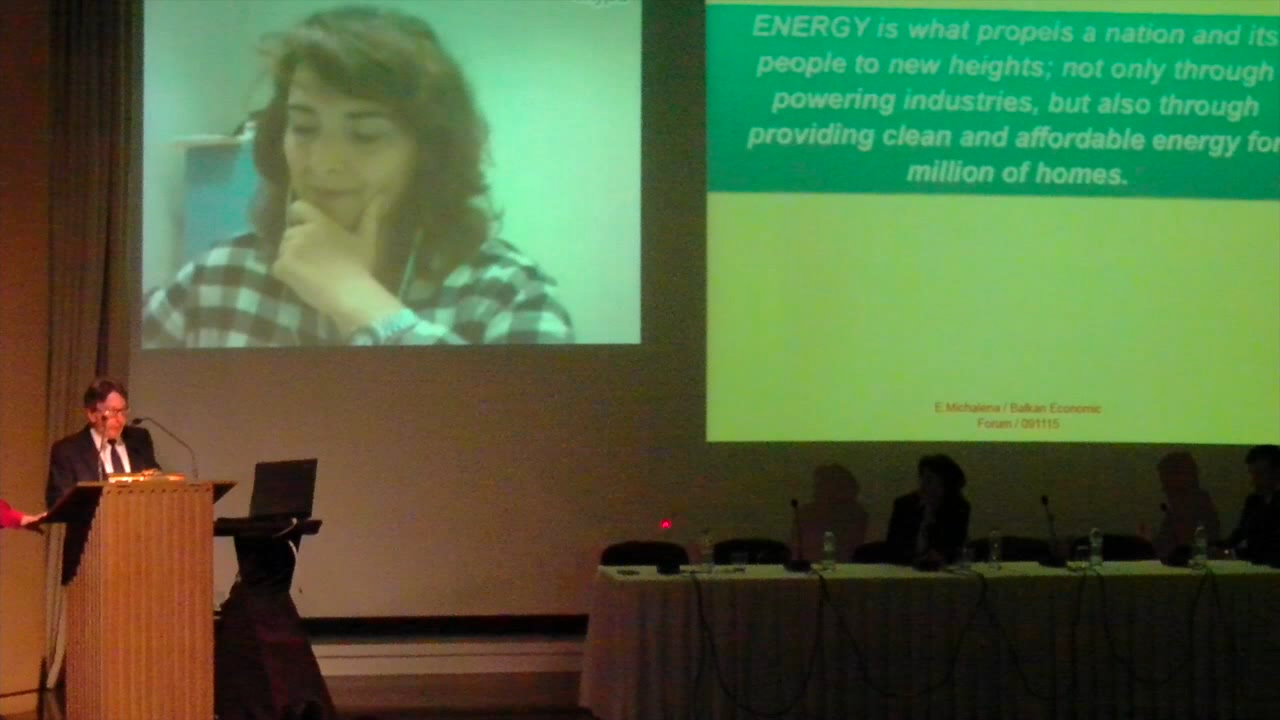 ENERGY is what propels a nation and its
people to new heights; not only through
powering industries, but also through
providing clean and affordable energy for
million of homes.
E.Michalena / Balkan Economic
Forum / 091115